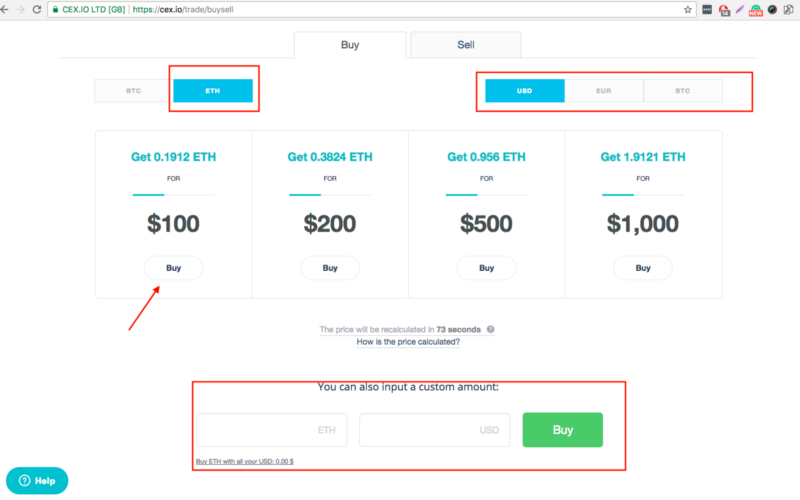 CEX.IO LTD [GB] https://cex.io/trade/buysell
Buy Sell
BTC ETH USD EUR BTC
Get 0.1912 ETH Get 0.3824 ETH Get 0.956 ETH Get 1.9121 ETH
FOR FOR FOR FOR
$100 $200 $500 $1,000
Buy Buy Buy Buy
The price will be recalculated in 73 seconds ?
How is the price calculated?
You can also input a custom amount:
ETH USD Buy
Buy ETH with all your USD: 0.00 $
? Help